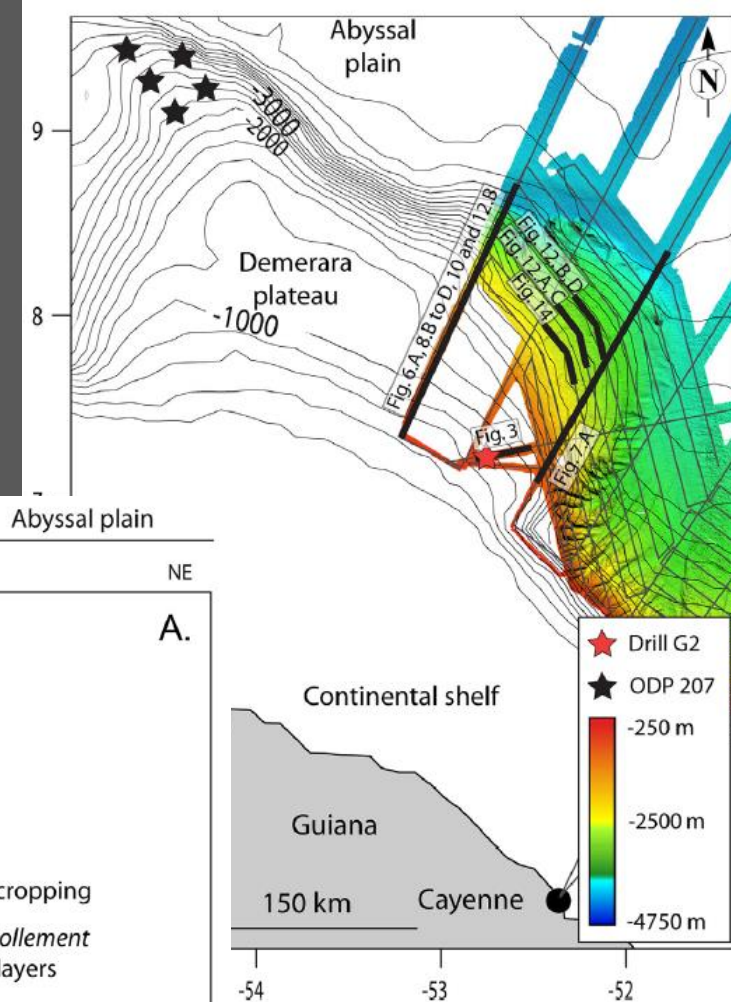 Abyssal
plain
N
-3000
-2000
9
Demerara
plateau
8
-1000
Fig. 6.A, 8.B to D, 10 and 12.B
Fig. 12.B, D
Fig. 12.A, C
Fig. 14
Fig. 3
Fig. 7.A
Abyssal plain
NE
A.
Drill G2
ODP 207
-250 m
-2500 m
-4750 m
Continental shelf
Guiana
Cayenne
150 km
cropping
ollement
layers
-54
-53
-52